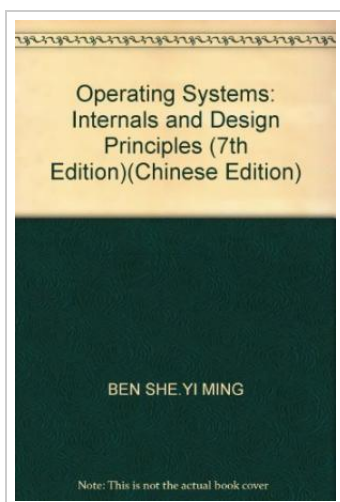 Operating Systems:
Internals and Design
Principles (7th
Edition)(Chinese Edition)
BEN SHE.YI MING
Note: This is not the actual book cover